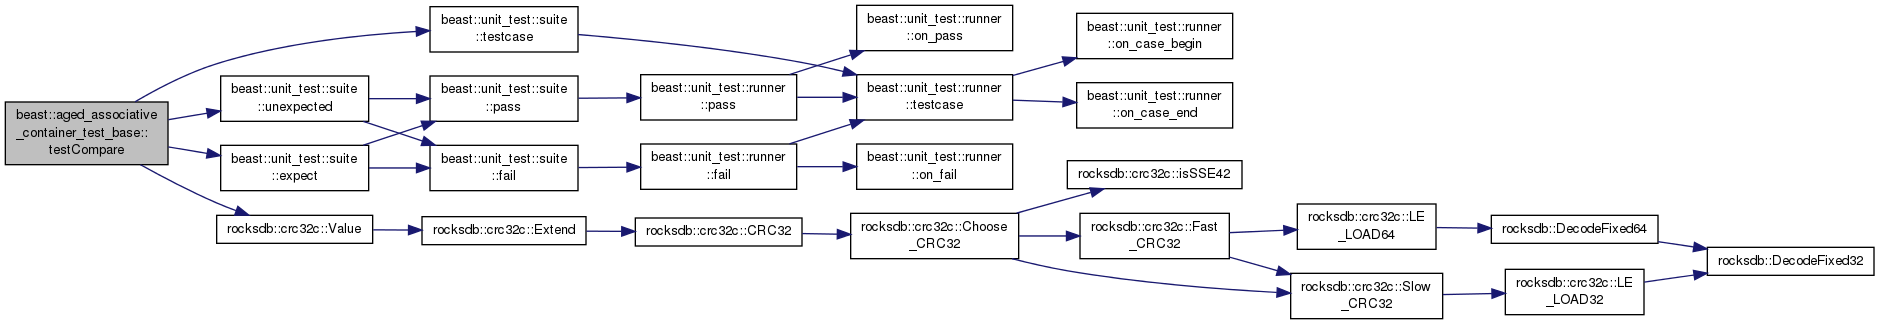 beast::aged_associative
_container_test_base::
testCompare
beast::unit_test::suite
::testcase
beast::unit_test::suite
::unexpected
beast::unit_test::suite
::expect
rocksdb::crc32c::Value
beast::unit_test::suite
::pass
beast::unit_test::suite
::fail
rocksdb::crc32c::Extend
beast::unit_test::runner
::pass
beast::unit_test::runner
::fail
rocksdb::crc32c::CRC32
beast::unit_test::runner
::on_pass
beast::unit_test::runner
::testcase
beast::unit_test::runner
::on_fail
rocksdb::crc32c::Choose
_CRC32
beast::unit_test::runner
::on_case_begin
beast::unit_test::runner
::on_case_end
rocksdb::crc32c::isSSE42
rocksdb::crc32c::Fast
_CRC32
rocksdb::crc32c::LE
_LOAD64
rocksdb::crc32c::Slow
_CRC32
rocksdb::DecodeFixed64
rocksdb::crc32c::LE
_LOAD32
rocksdb::DecodeFixed32